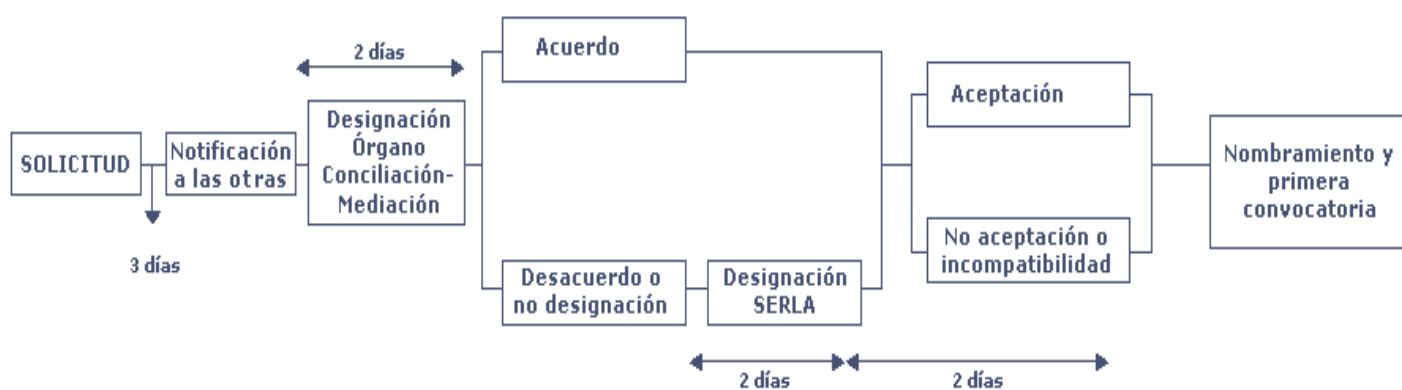 SOLICITUD
3 días
Notificación
a las otras
2 días
Designación
Órgano
Conciliación-
Mediación
Acuerdo
Desacuerdo o
no designación
Designación
SERLA
2 días
Aceptación
No aceptación o
incompatibilidad
2 días
Nombramiento y
primera
convocatoria